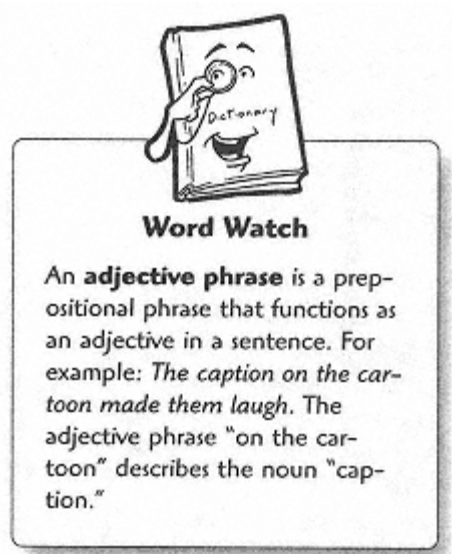 Dictionary
Word Watch
An adjective phrase is a prep-
ositional phrase that functions as
an adjective in a sentence. For
example: The caption on the car-
toon made them laugh. The
adjective phrase "on the car-
toon" describes the noun "cap-
tion."